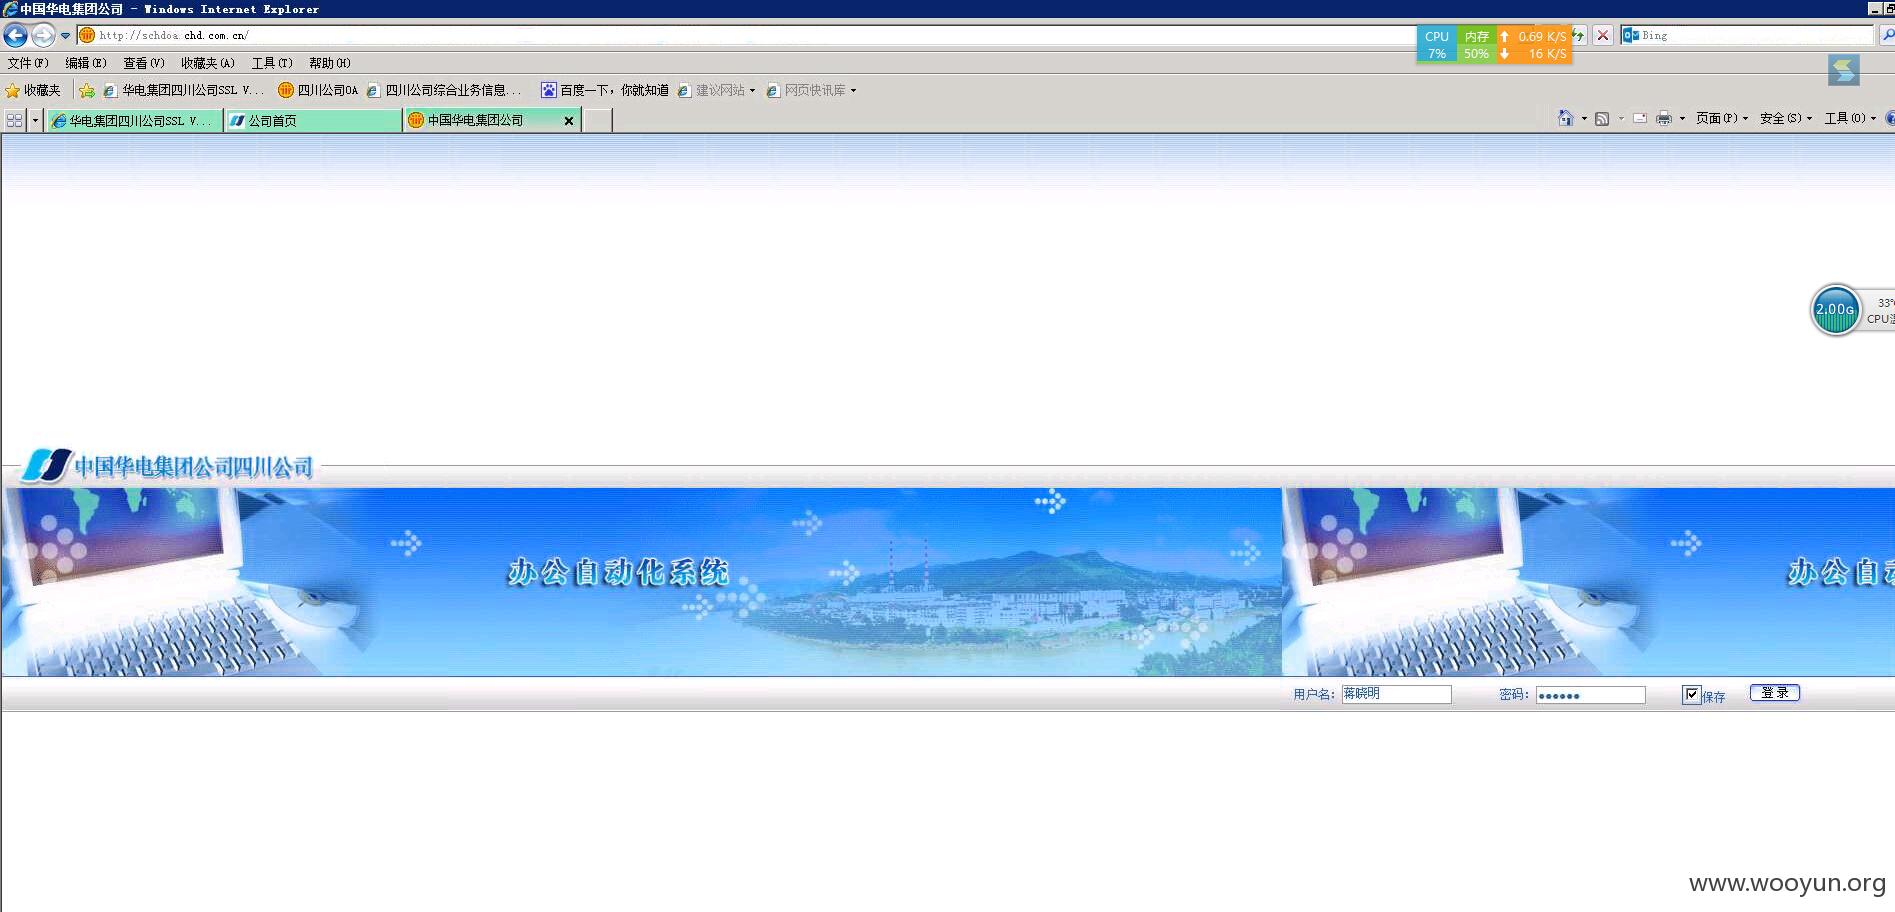 中国华电集团公司 - Windows Internet Explorer
http://schdoa.chd.com.cn/
Bing
CPU 内存 0.69 K/S
7% 50% 16 K/S
文件(F) 编辑(E) 查看(V) 收藏夹(A) 工具(T) 帮助(H)
收藏夹 华电集团四川公司SSL V... 四川公司OA 四川公司综合业务信息... 百度一下，你就知道 建议网站 网页快讯库
华电集团四川公司SSL V... 公司首页 中国华电集团公司
页面(P) 安全(S) 工具(O)
2.00G
33°
CPU温
中国华电集团公司四川公司
办公自动化系统
办公自动
用户名： 蒋晓明 密码： ●●●●●● 保存 登录
www.wooyun.org